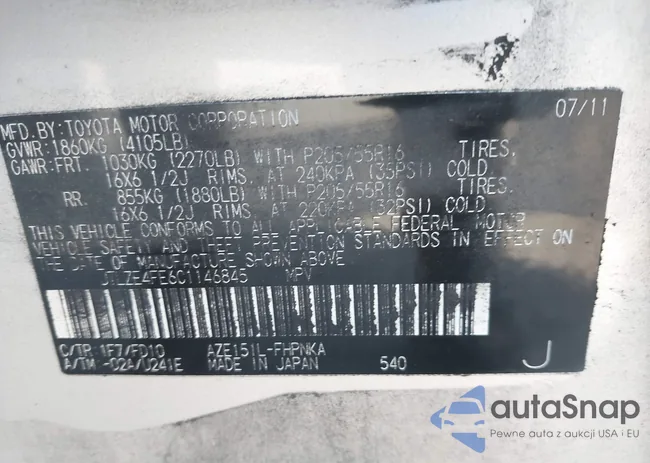 MFD.BY:TOYOTA MOTOR CORPORATION 07/11
GVWR:1860KG (4105LB)
GAWR:FRT. 1030KG (2270LB) WITH P205/55R16 TIRES,
16X6 1/2J RIMS, AT 240KPA (35PSI) COLD.
RR. 855KG (1880LB) WITH P205/55R16 TIRES,
16X6 1/2J RIMS, AT 220KPA (32PSI) COLD.
THIS VEHICLE CONFORMS TO ALL APPLICABLE FEDERAL MOTOR
VEHICLE SAFETY AND THEFT PREVENTION STANDARDS IN EFFECT ON
THE DATE OF MANUFACTURE SHOWN ABOVE.
JTLZE4FE6C1146845 MPV
C/TR 1F7/FD10 AZE151L-FHPNKA
A/TM -02A/U241E MADE IN JAPAN 540 J
autoSnap
Pewne auta z aukcji USA i EU